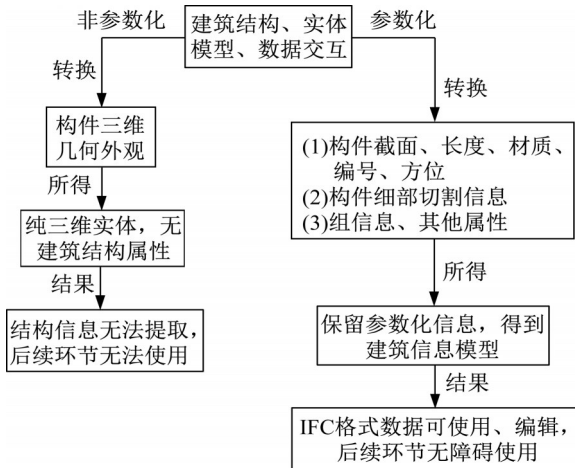 非参数化
建筑结构、实体
模型、数据交互
参数化
转换
转换
构件三维
几何外观
(1)构件截面、长度、材质、
编号、方位
(2)构件细部切割信息
(3)组信息、其他属性
所得
纯三维实体，无
建筑结构属性
所得
结果
结构信息无法提取，
后续环节无法使用
保留参数化信息，得到
建筑信息模型
结果
IFC格式数据可使用、编辑，
后续环节无障碍使用